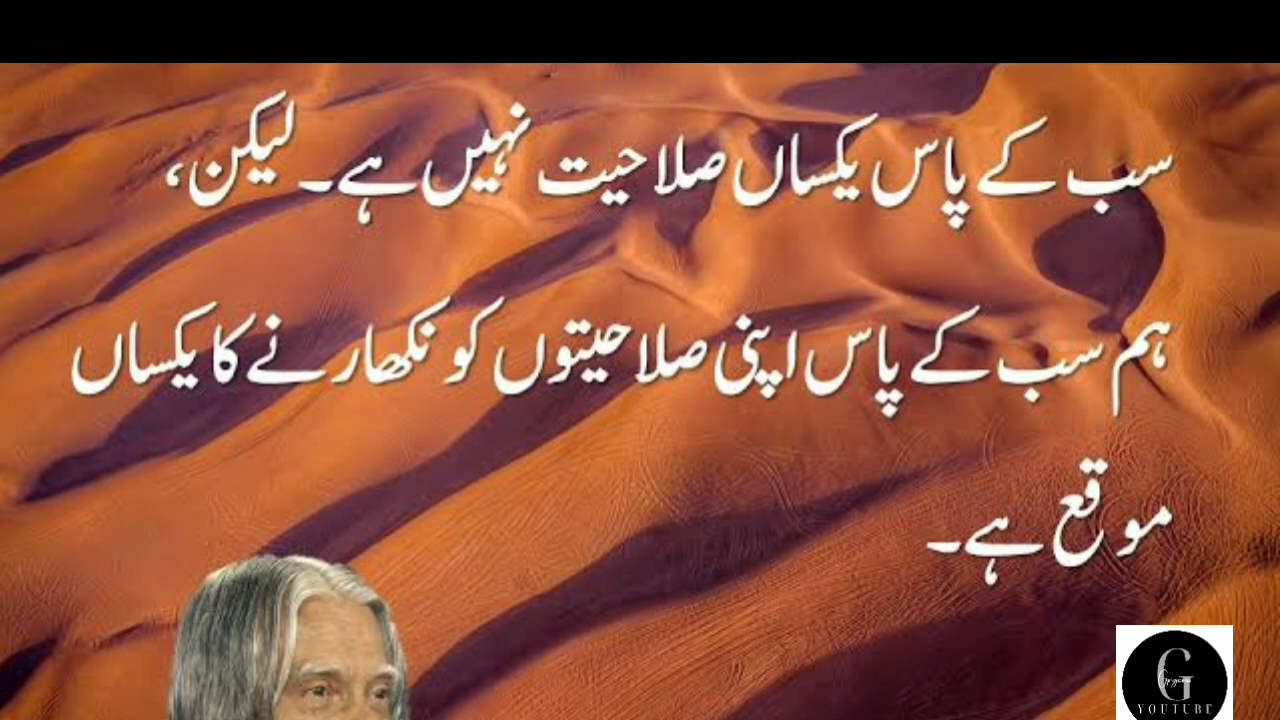 سب کے پاس یکساں صلاحیت نہیں ہے۔ لیکن،
ہم سب کے پاس اپنی صلاحیتوں کو نکھارنے کا یکساں
موقع ہے۔
G
YOUTUBE